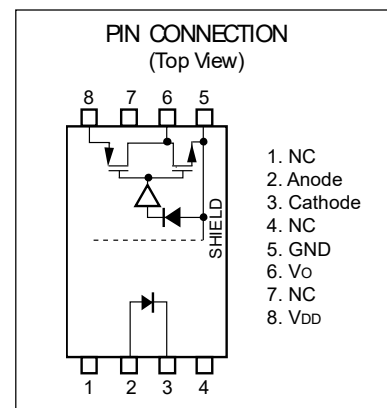 PIN CONNECTION
(Top View)
8 7 6 5
SHIELD
1. NC
2. Anode
3. Cathode
4. NC
5. GND
6. VO
7. NC
8. VDD
1 2 3 4